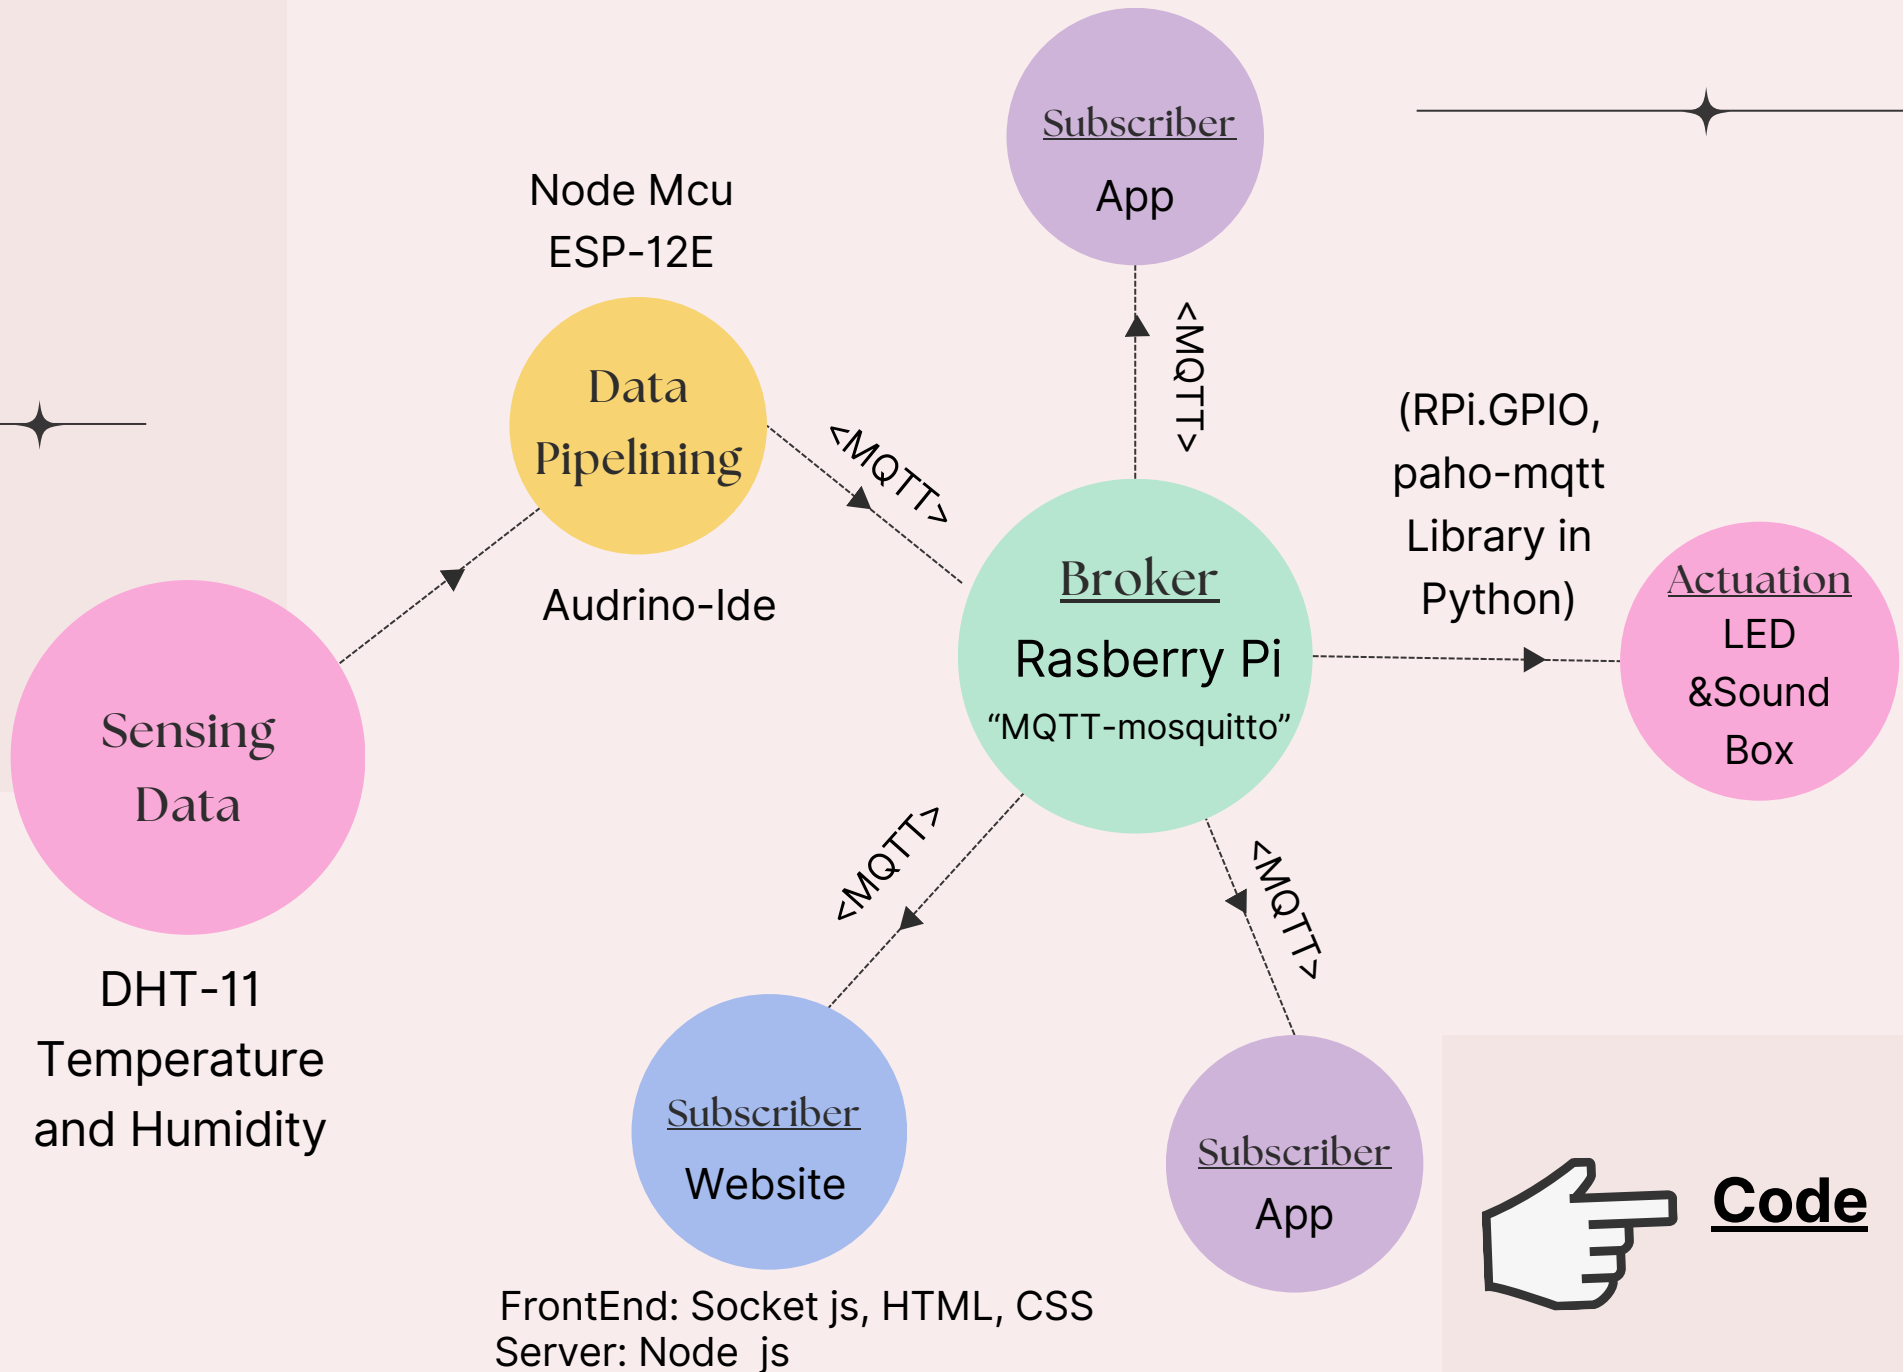 Subscriber
App
Node Mcu
ESP-12E
Data
Pipelining
Audrino-Ide
<MQTT>
<MQTT>
(RPi.GPIO,
paho-mqtt
Library in
Python)
Broker
Rasberry Pi
“MQTT-mosquitto”
Actuation
LED
&Sound
Box
Sensing
Data
DHT-11
Temperature
and Humidity
<MQTT>
<MQTT>
Subscriber
Website
FrontEnd: Socket js, HTML, CSS
Server: Node js
Subscriber
App
Code